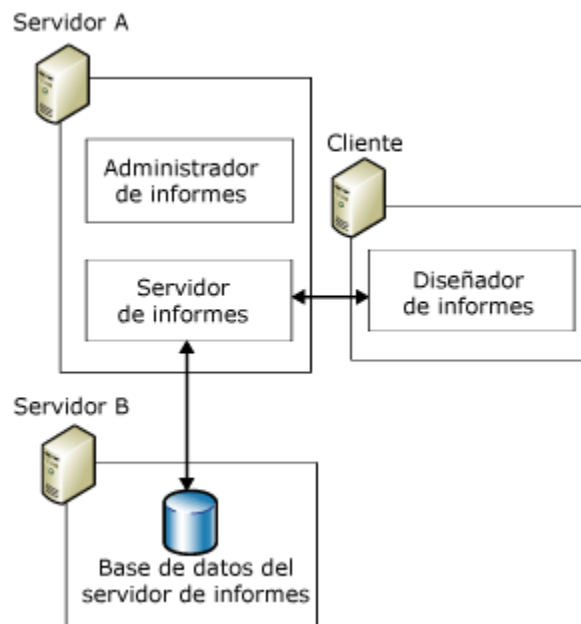 Servidor A
Administrador
de informes
Cliente
Servidor
de informes
Diseñador
de informes
Servidor B
Base de datos del
servidor de informes